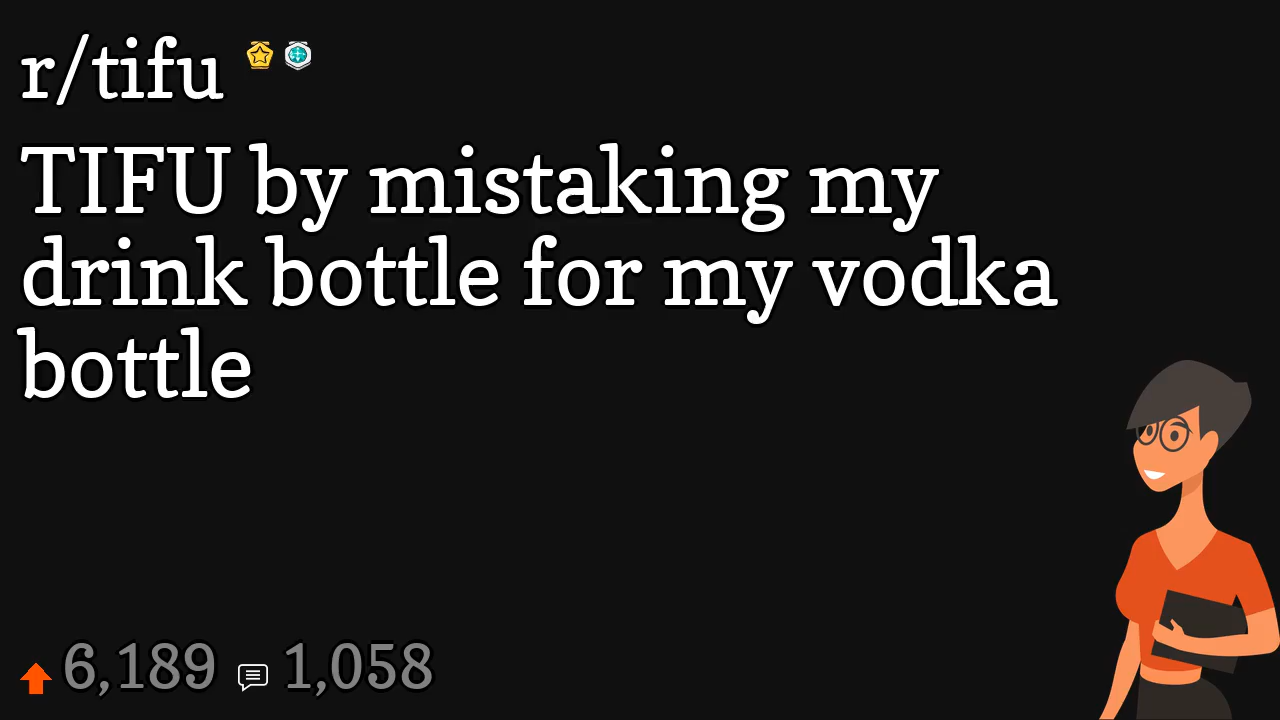 r/tifu
TIFU by mistaking my
drink bottle for my vodka
bottle
6,189 1,058